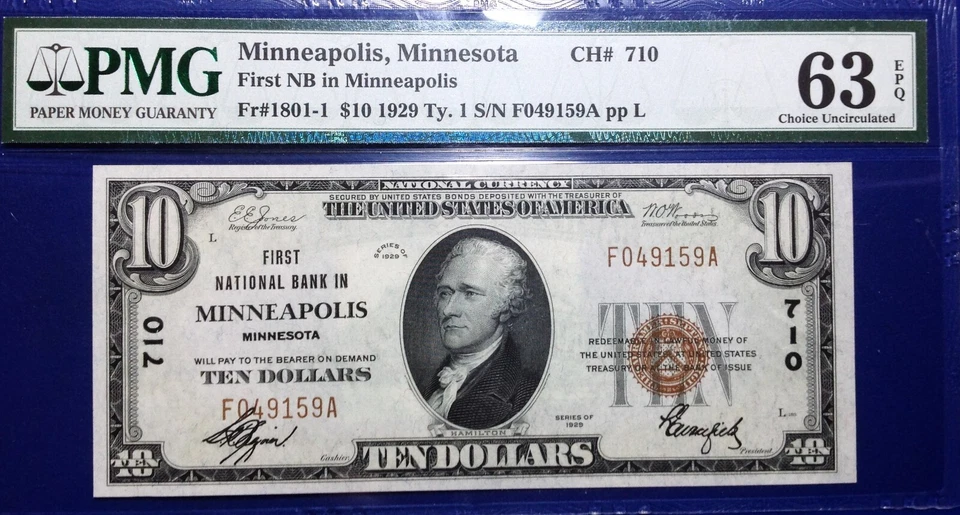 PMG
PAPER MONEY GUARANTY
Minneapolis, Minnesota CH# 710
First NB in Minneapolis
Fr#1801-1 $10 1929 Ty. 1 S/N F049159A pp L
63 EPQ
Choice Uncirculated
NATIONAL CURRENCY
SECURED BY UNITED STATES BONDS DEPOSITED WITH THE TREASURER OF
THE UNITED STATES OF AMERICA
10
10
E.E. Jones
Register of the Treasury.
W.O. Woods
Treasurer of the United States.
L
SERIES OF
1929
FIRST
NATIONAL BANK IN
MINNEAPOLIS
MINNESOTA
WILL PAY TO THE BEARER ON DEMAND
TEN DOLLARS
F049159A
F049159A
710
710
TEN
REDEEMABLE IN LAWFUL MONEY OF
THE UNITED STATES AT UNITED STATES
TREASURY OR AT THE BANK OF ISSUE
SERIES OF
1929
L
Cashier
President
HAMILTON
TEN DOLLARS
TEN
10
TEN
10